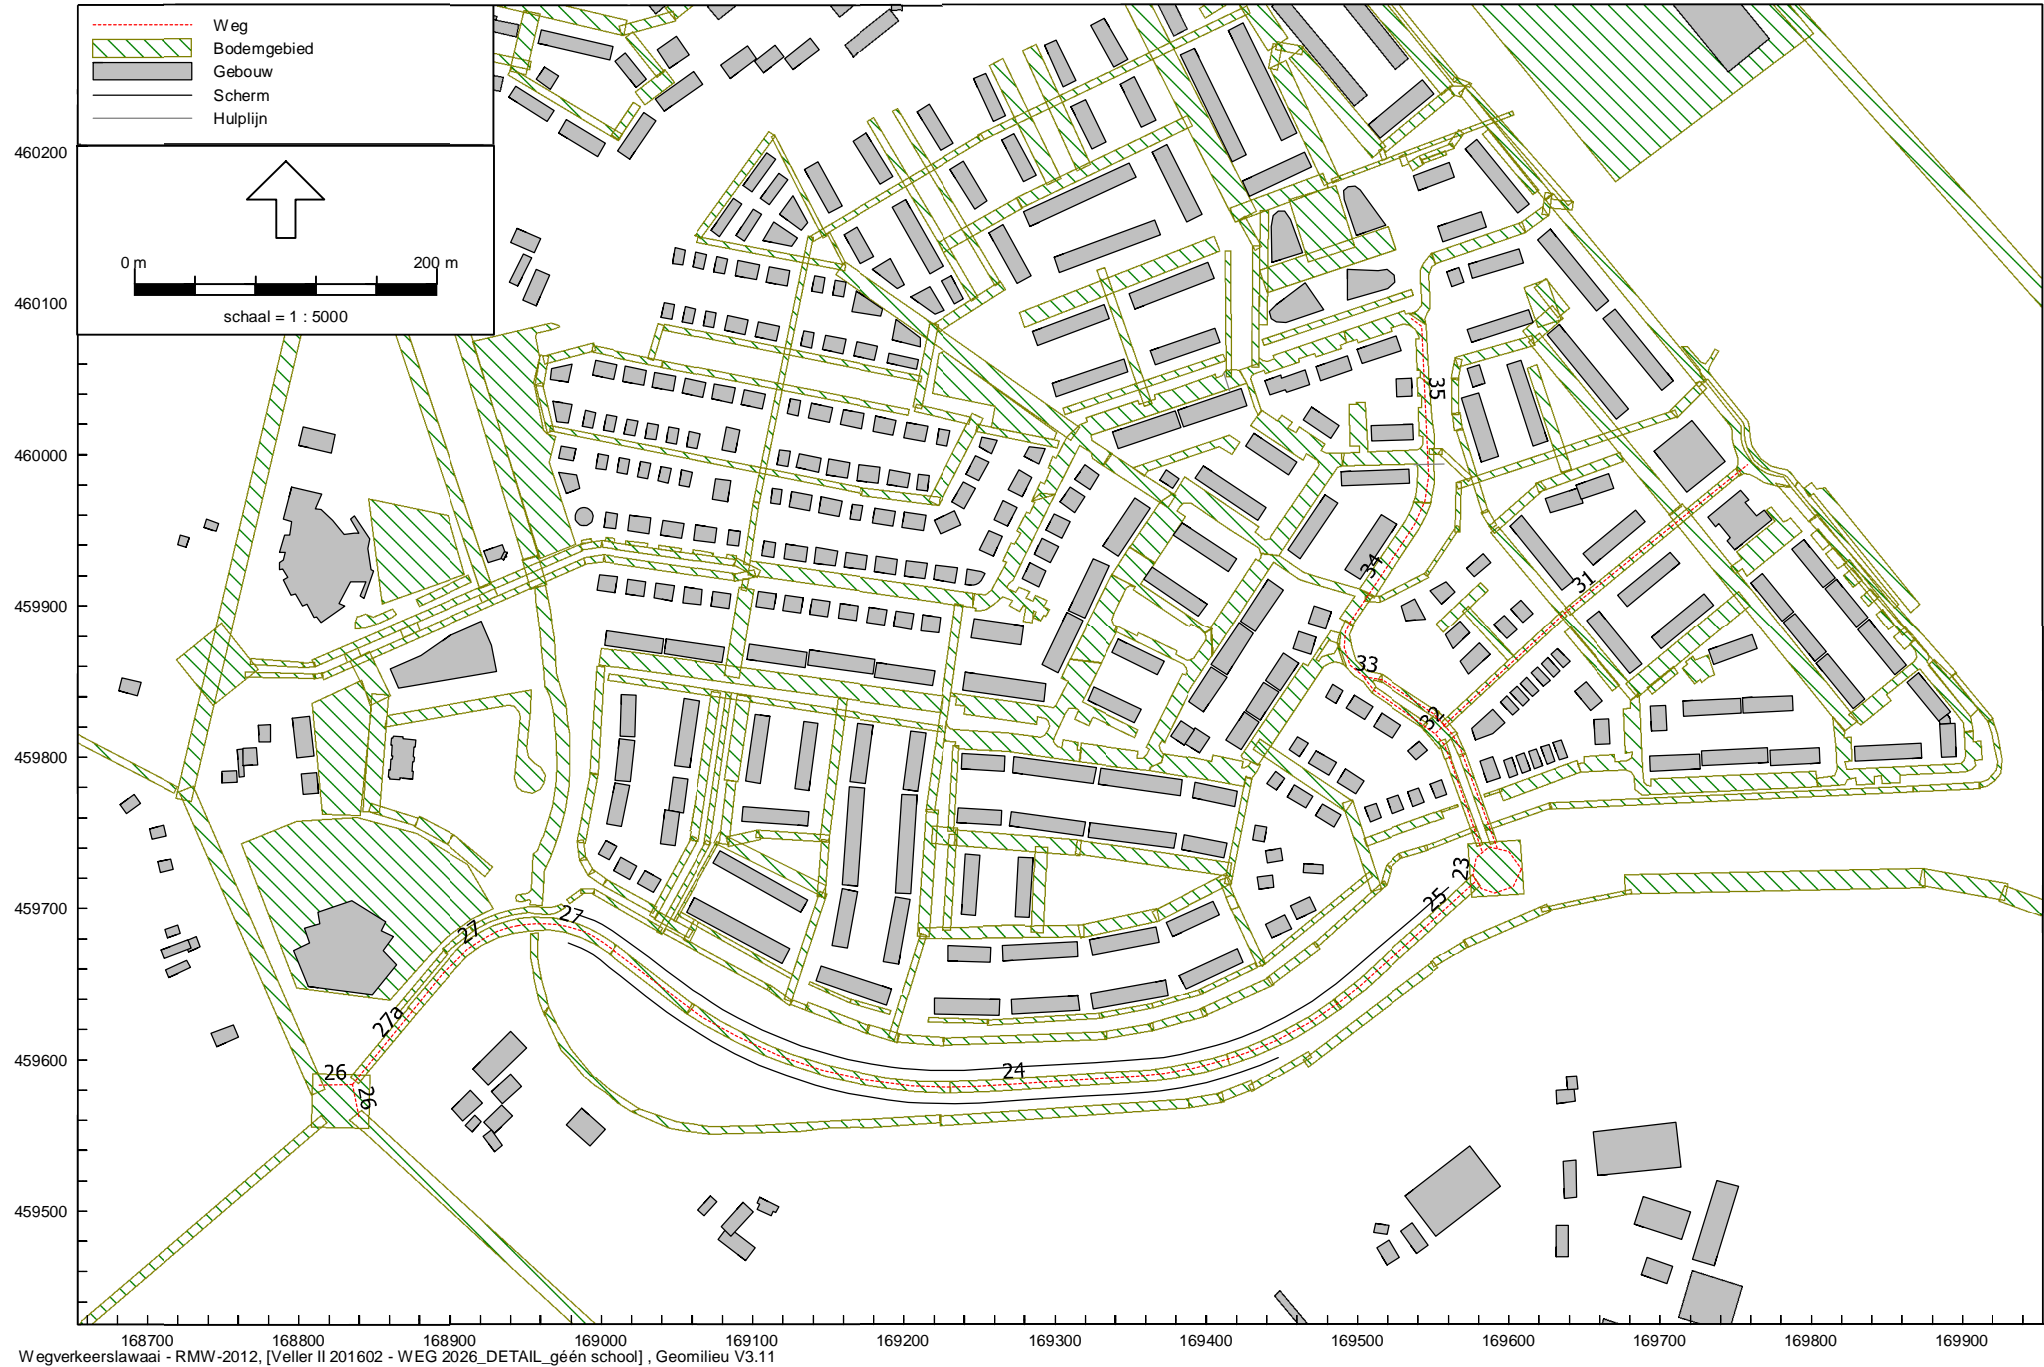 Weg
Bodemgebied
Gebouw
Scherm
Hulplijn
0 m 200 m
schaal = 1 : 5000
460200
460100
460000
459900
459800
459700
459600
459500
35
34
31
33
32
23
25
27
27
27a
24
26
26
168700 168800 168900 169000 169100 169200 169300 169400 169500 169600 169700 169800 169900
Wegverkeerslawaai - RMW-2012, [Veller II 201602 - WEG 2026_DETAIL_géén school] , Geomilieu V3.11